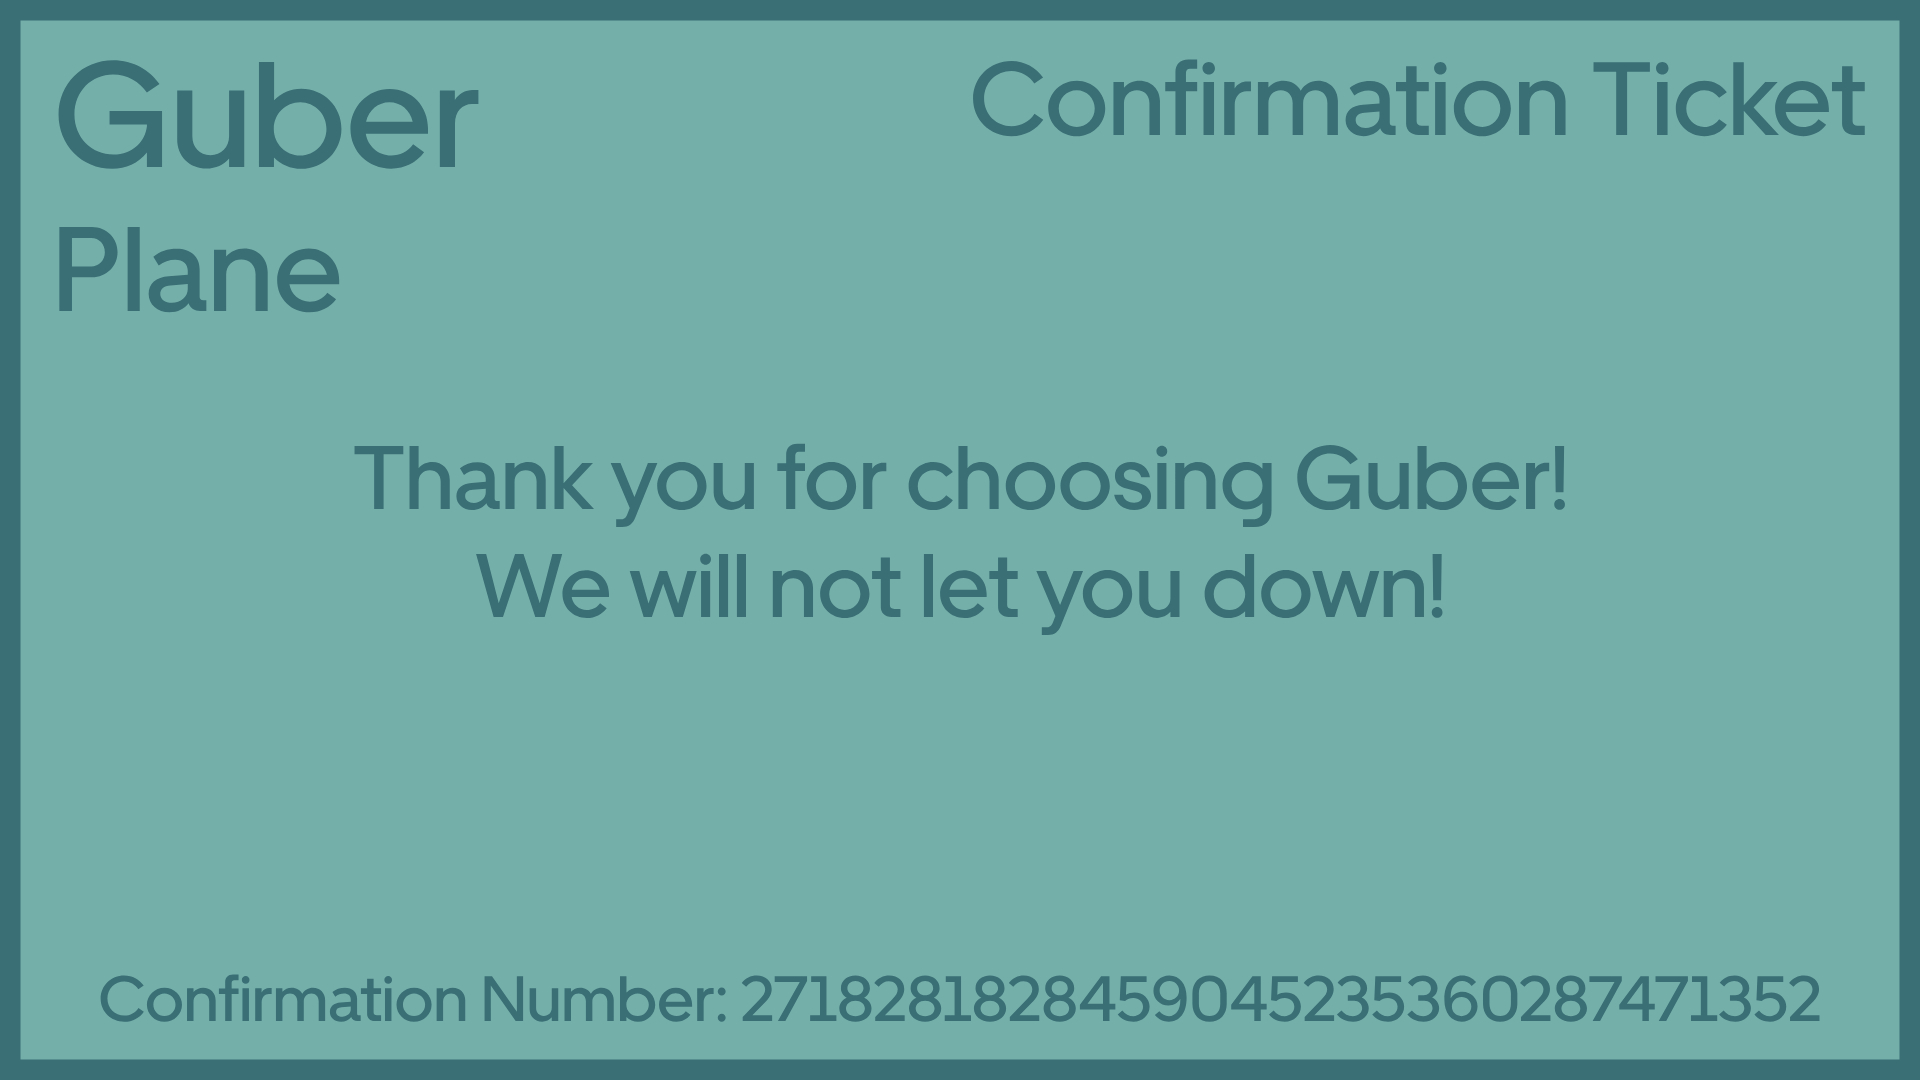 Guber
Confirmation Ticket
Plane
Thank you for choosing Guber!
We will not let you down!
Confirmation Number: 2718281828459045235360287471352